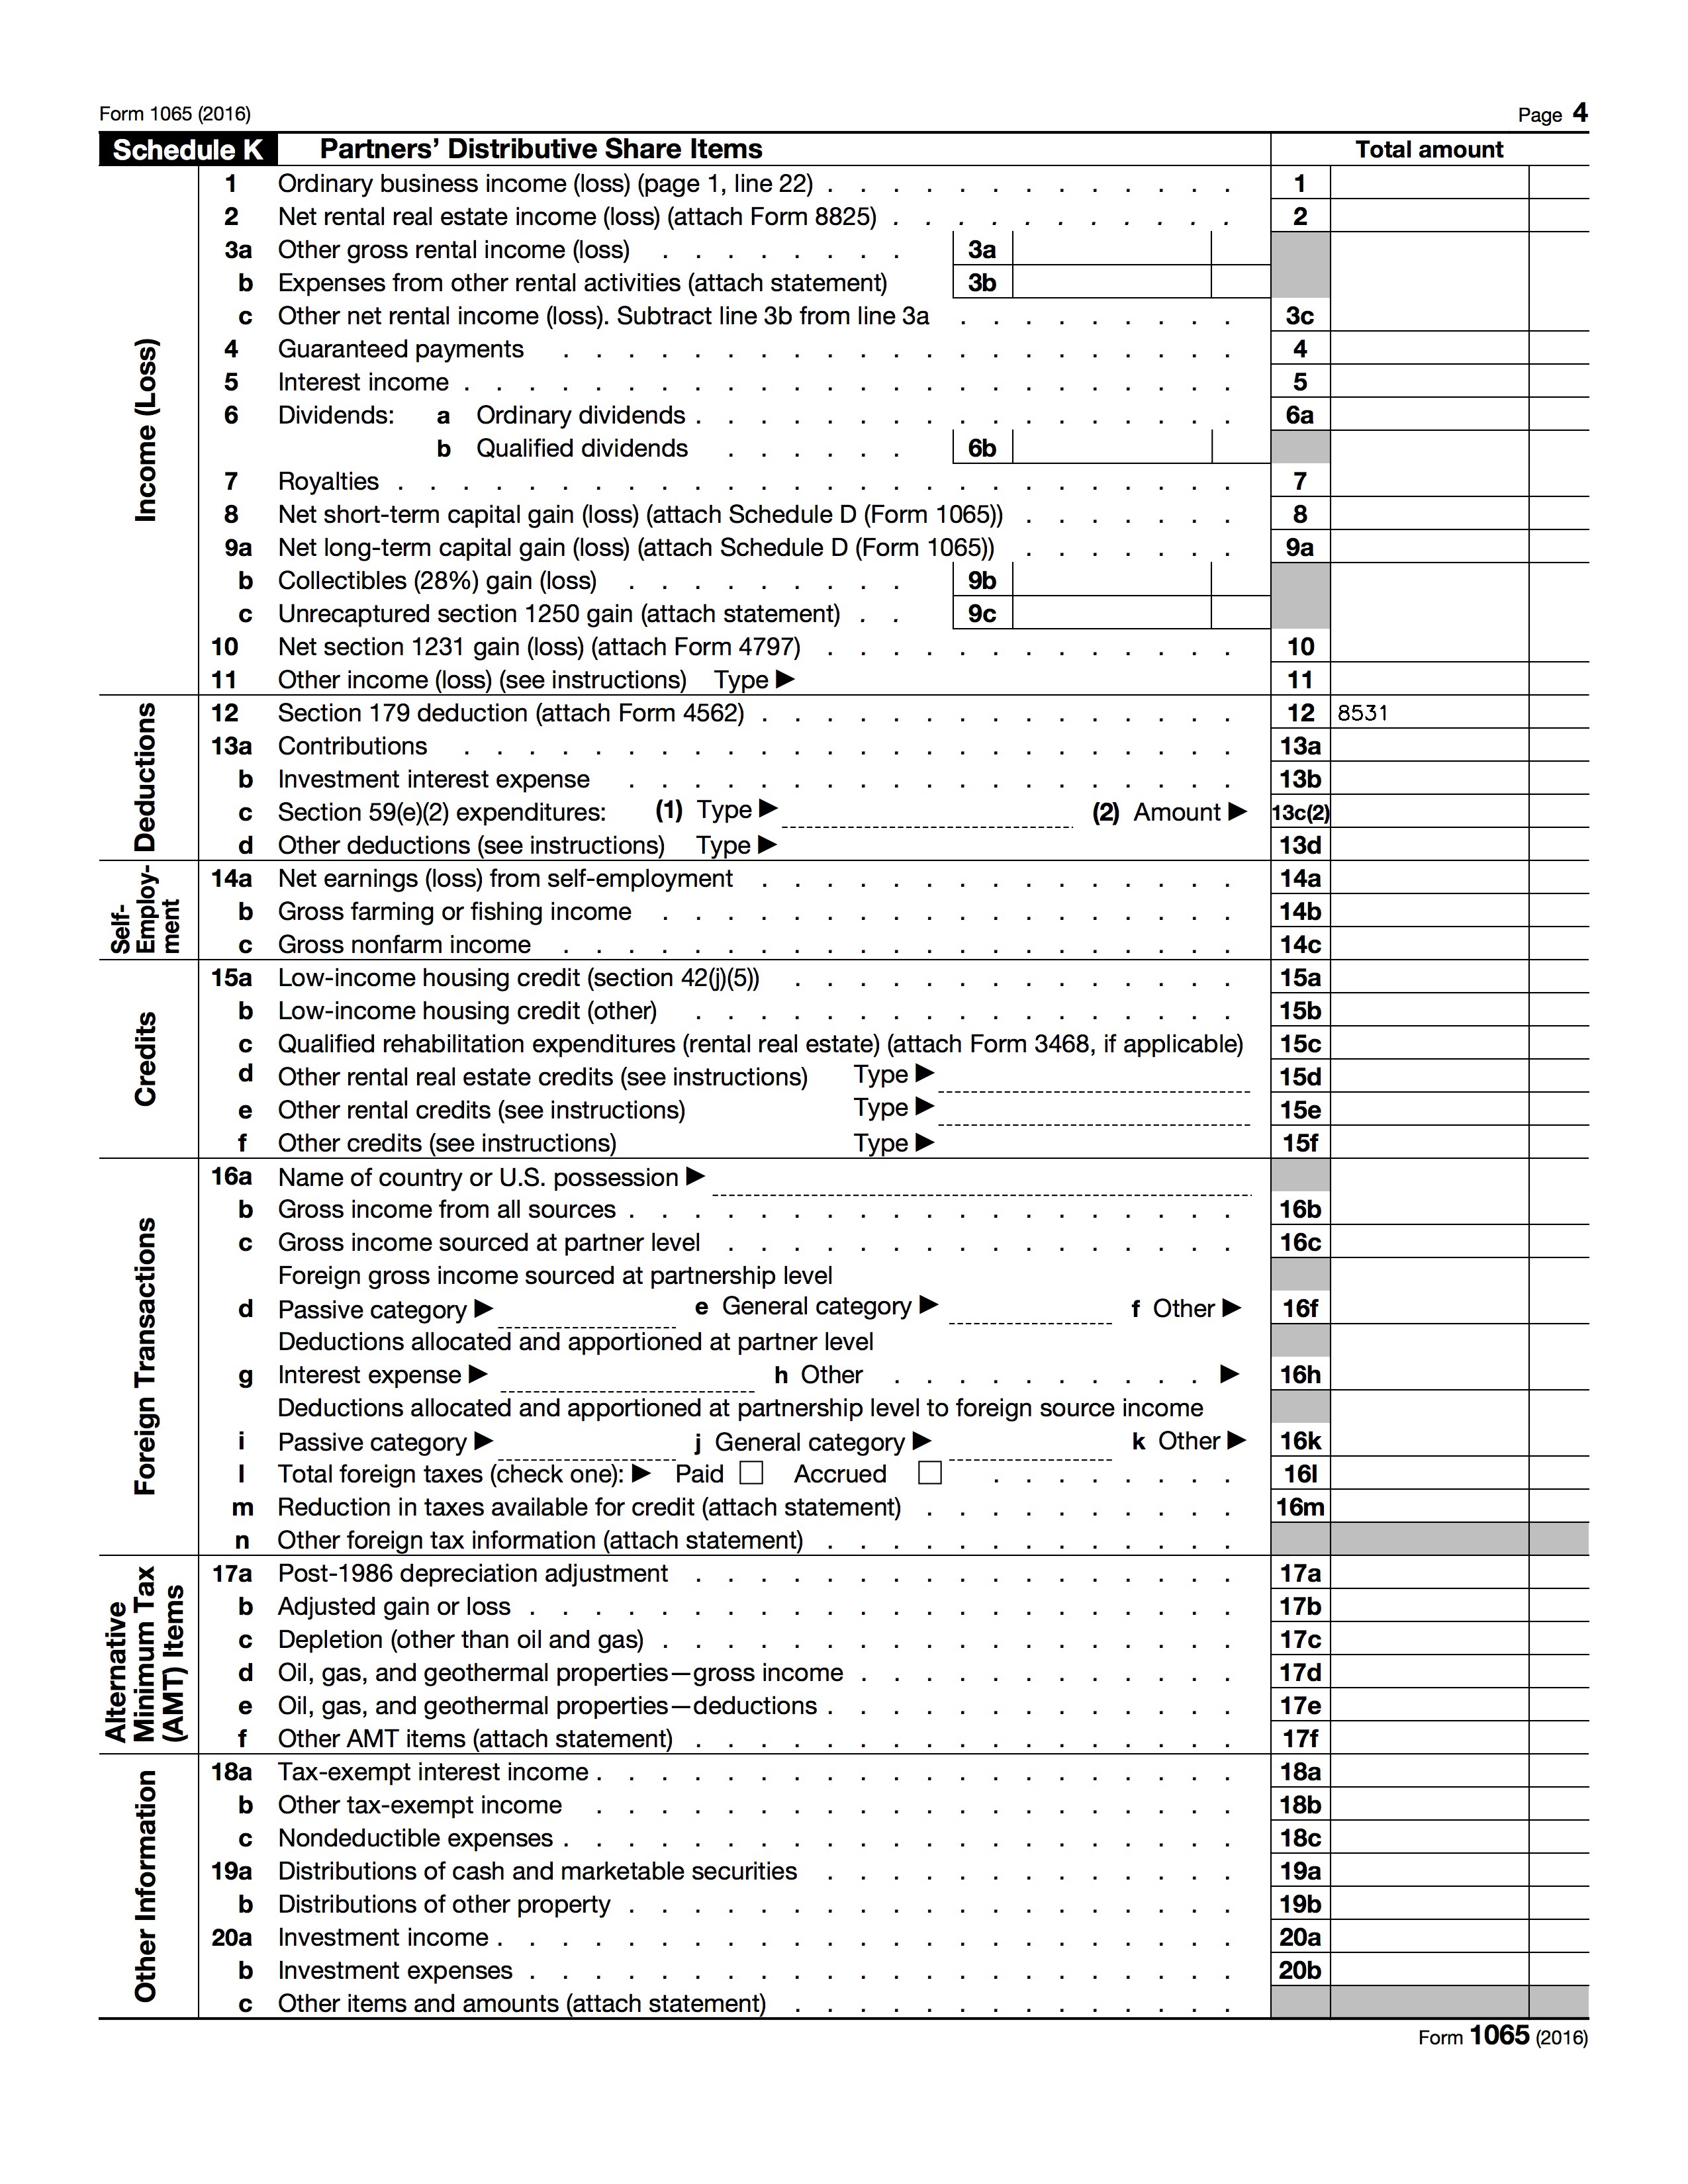 Form 1065 (2016) Page 4
Schedule K Partners’ Distributive Share Items Total amount
Income (Loss)
1 Ordinary business income (loss) (page 1, line 22) . . . . . . . . . . . . . 1
2 Net rental real estate income (loss) (attach Form 8825) . . . . . . . . . . . 2
3a Other gross rental income (loss) . . . . . . . . 3a
b Expenses from other rental activities (attach statement) 3b
c Other net rental income (loss). Subtract line 3b from line 3a . . . . . . . . . 3c
4 Guaranteed payments . . . . . . . . . . . . . . . . . . . . . 4
5 Interest income . . . . . . . . . . . . . . . . . . . . . . . . 5
6 Dividends: a Ordinary dividends . . . . . . . . . . . . . . . . . 6a
b Qualified dividends . . . . . . 6b
7 Royalties . . . . . . . . . . . . . . . . . . . . . . . . . . 7
8 Net short-term capital gain (loss) (attach Schedule D (Form 1065)) . . . . . . . 8
9a Net long-term capital gain (loss) (attach Schedule D (Form 1065)) . . . . . . . 9a
b Collectibles (28%) gain (loss) . . . . . . . . . 9b
c Unrecaptured section 1250 gain (attach statement) . . 9c
10 Net section 1231 gain (loss) (attach Form 4797) . . . . . . . . . . . . . 10
11 Other income (loss) (see instructions) Type ▶ 11
Deductions
12 Section 179 deduction (attach Form 4562) . . . . . . . . . . . . . . . 12 8531
13a Contributions . . . . . . . . . . . . . . . . . . . . . . . . 13a
b Investment interest expense . . . . . . . . . . . . . . . . . . . 13b
c Section 59(e)(2) expenditures: (1) Type ▶ (2) Amount ▶ 13c(2)
d Other deductions (see instructions) Type ▶ 13d
Self-Employ-ment
14a Net earnings (loss) from self-employment . . . . . . . . . . . . . . . 14a
b Gross farming or fishing income . . . . . . . . . . . . . . . . . . 14b
c Gross nonfarm income . . . . . . . . . . . . . . . . . . . . . 14c
Credits
15a Low-income housing credit (section 42(j)(5)) . . . . . . . . . . . . . . 15a
b Low-income housing credit (other) . . . . . . . . . . . . . . . . . 15b
c Qualified rehabilitation expenditures (rental real estate) (attach Form 3468, if applicable) 15c
d Other rental real estate credits (see instructions) Type ▶ 15d
e Other rental credits (see instructions) Type ▶ 15e
f Other credits (see instructions) Type ▶ 15f
Foreign Transactions
16a Name of country or U.S. possession ▶
b Gross income from all sources . . . . . . . . . . . . . . . . . . . 16b
c Gross income sourced at partner level . . . . . . . . . . . . . . . . 16c
Foreign gross income sourced at partnership level
d Passive category ▶ e General category ▶ f Other ▶ 16f
Deductions allocated and apportioned at partner level
g Interest expense ▶ h Other . . . . . . . . . . ▶ 16h
Deductions allocated and apportioned at partnership level to foreign source income
i Passive category ▶ j General category ▶ k Other ▶ 16k
l Total foreign taxes (check one): ▶ Paid ☐ Accrued ☐ . . . . . . . . 16l
m Reduction in taxes available for credit (attach statement) . . . . . . . . . . 16m
n Other foreign tax information (attach statement) . . . . . . . . . . . . .
Alternative Minimum Tax (AMT) Items
17a Post-1986 depreciation adjustment . . . . . . . . . . . . . . . . . 17a
b Adjusted gain or loss . . . . . . . . . . . . . . . . . . . . . . 17b
c Depletion (other than oil and gas) . . . . . . . . . . . . . . . . . . 17c
d Oil, gas, and geothermal properties—gross income . . . . . . . . . . . . 17d
e Oil, gas, and geothermal properties—deductions . . . . . . . . . . . . . 17e
f Other AMT items (attach statement) . . . . . . . . . . . . . . . . . 17f
Other Information
18a Tax-exempt interest income . . . . . . . . . . . . . . . . . . . . 18a
b Other tax-exempt income . . . . . . . . . . . . . . . . . . . . 18b
c Nondeductible expenses . . . . . . . . . . . . . . . . . . . . . 18c
19a Distributions of cash and marketable securities . . . . . . . . . . . . . 19a
b Distributions of other property . . . . . . . . . . . . . . . . . . . 19b
20a Investment income . . . . . . . . . . . . . . . . . . . . . . . 20a
b Investment expenses . . . . . . . . . . . . . . . . . . . . . . 20b
c Other items and amounts (attach statement) . . . . . . . . . . . . . .
Form 1065 (2016)